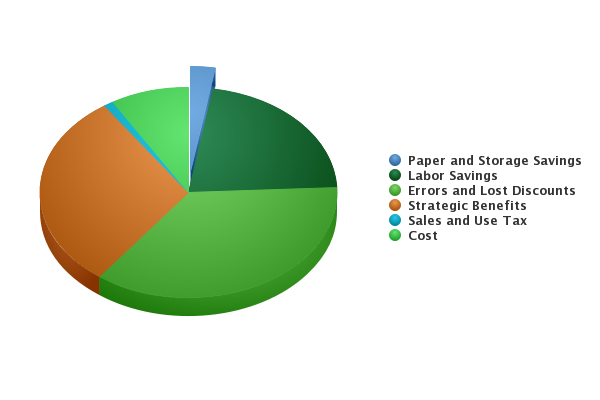 Paper and Storage Savings
Labor Savings
Errors and Lost Discounts
Strategic Benefits
Sales and Use Tax
Cost